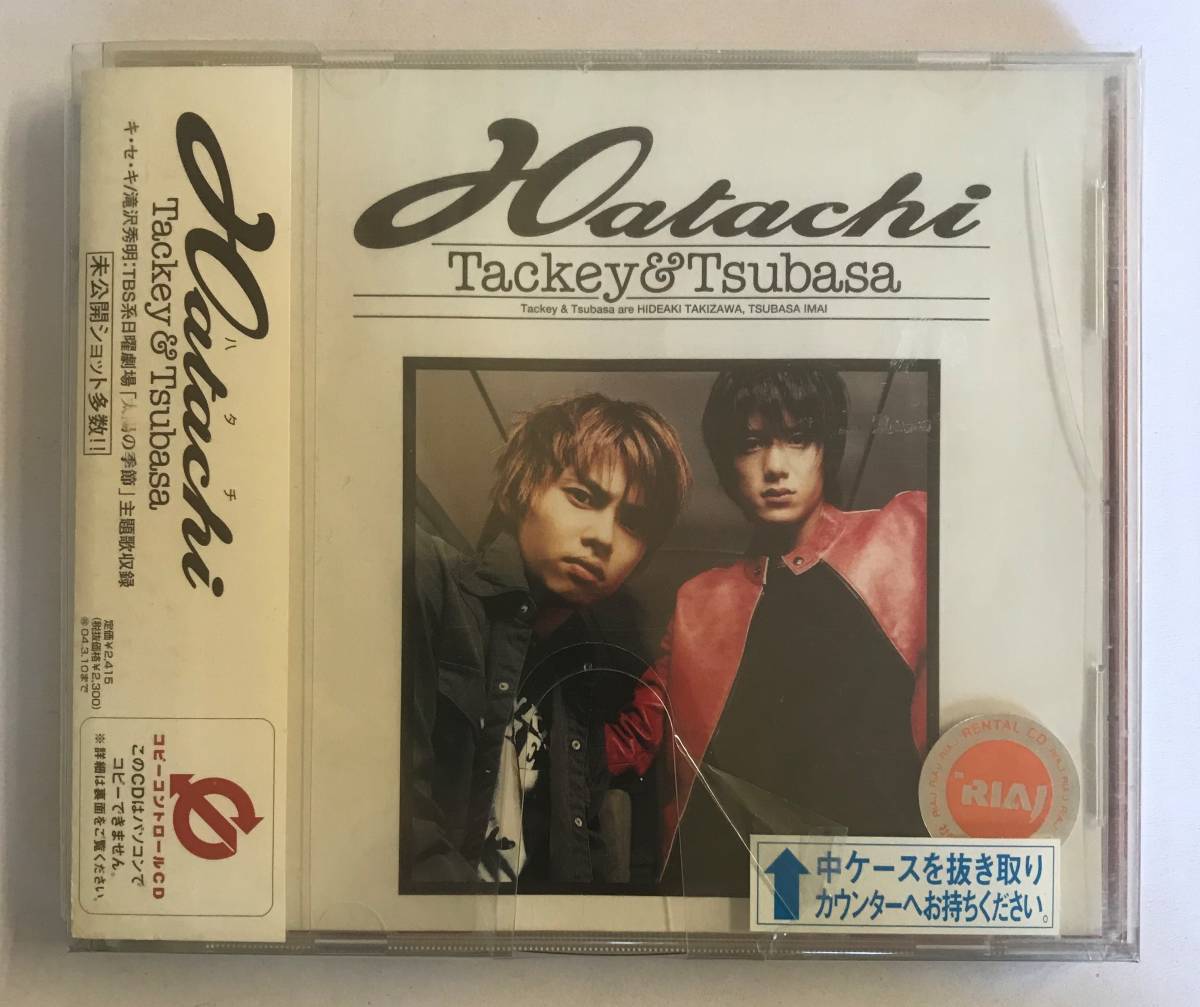 Hatachi
Tackey&Tsubasa
Tackey & Tsubasa are HIDEAKI TAKIZAWA, TSUBASA IMAI
Hatachi
ハタチ
Tackey&Tsubasa
キ・セ・キ/滝沢秀明:TBS系日曜劇場「の季節」主題歌収録
未公開ショット多数!!
定価¥2,415
(税抜価格¥2,300)
04.3.10まで
コピーコントロールCD
このCDはパソコンで
コピーできません。
※詳細は裏面をご覧ください。
RENTAL CD
RIAJ RIAJ RIAJ
RIAJ
中ケースを抜き取り
カウンターへお持ちください。